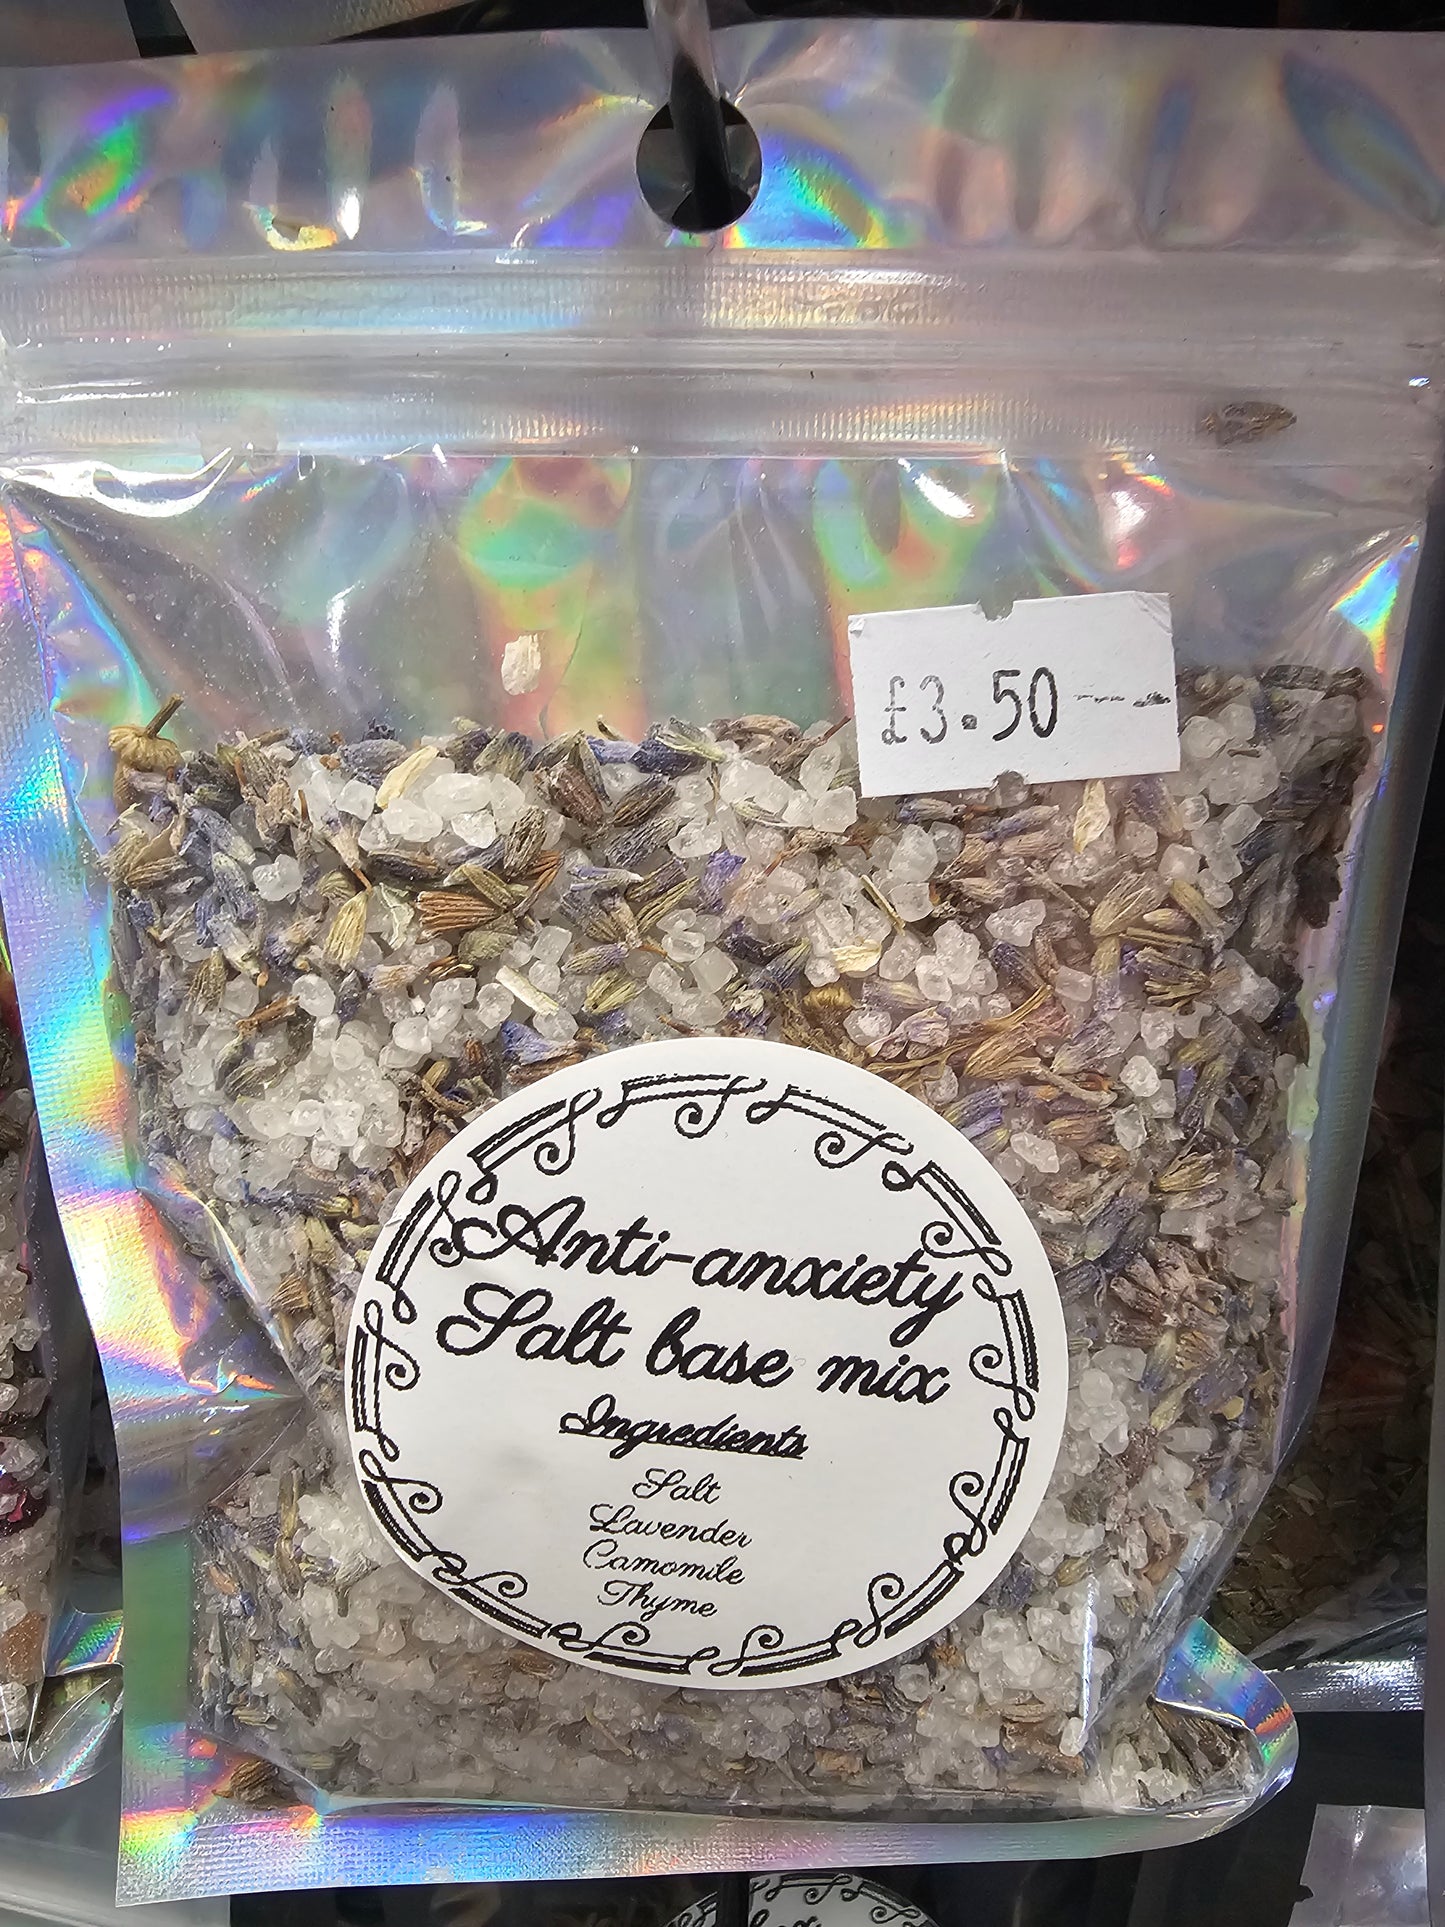 £3.50
Anti-anxiety
Salt base mix
Ingredients
Salt
Lavender
Camomile
Thyme